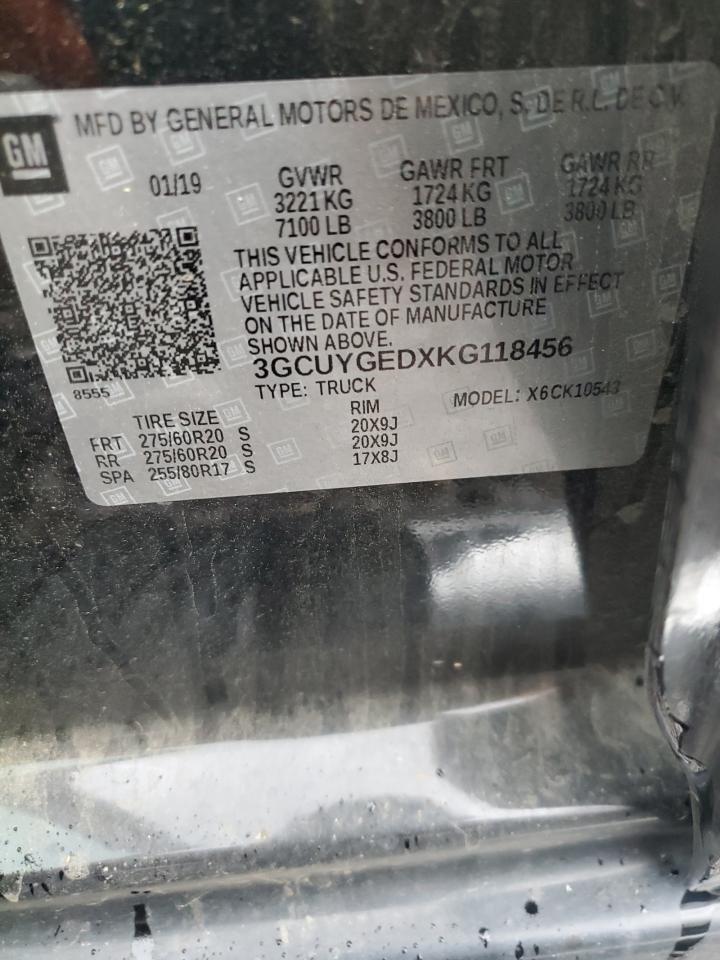 GM
MFD BY GENERAL MOTORS DE MEXICO, S. DE R.L. DE C.V.
01/19
GVWR GAWR FRT GAWR RR
3221 KG 1724 KG 1724 KG
7100 LB 3800 LB 3800 LB
THIS VEHICLE CONFORMS TO ALL
APPLICABLE U.S. FEDERAL MOTOR
VEHICLE SAFETY STANDARDS IN EFFECT
ON THE DATE OF MANUFACTURE
SHOWN ABOVE.
8555
3GCUYGEDXKG118456
TYPE: TRUCK MODEL: X6CK10543
TIRE SIZE RIM
FRT 275/60R20 S 20X9J
RR 275/60R20 S 20X9J
SPA 255/80R17 S 17X8J